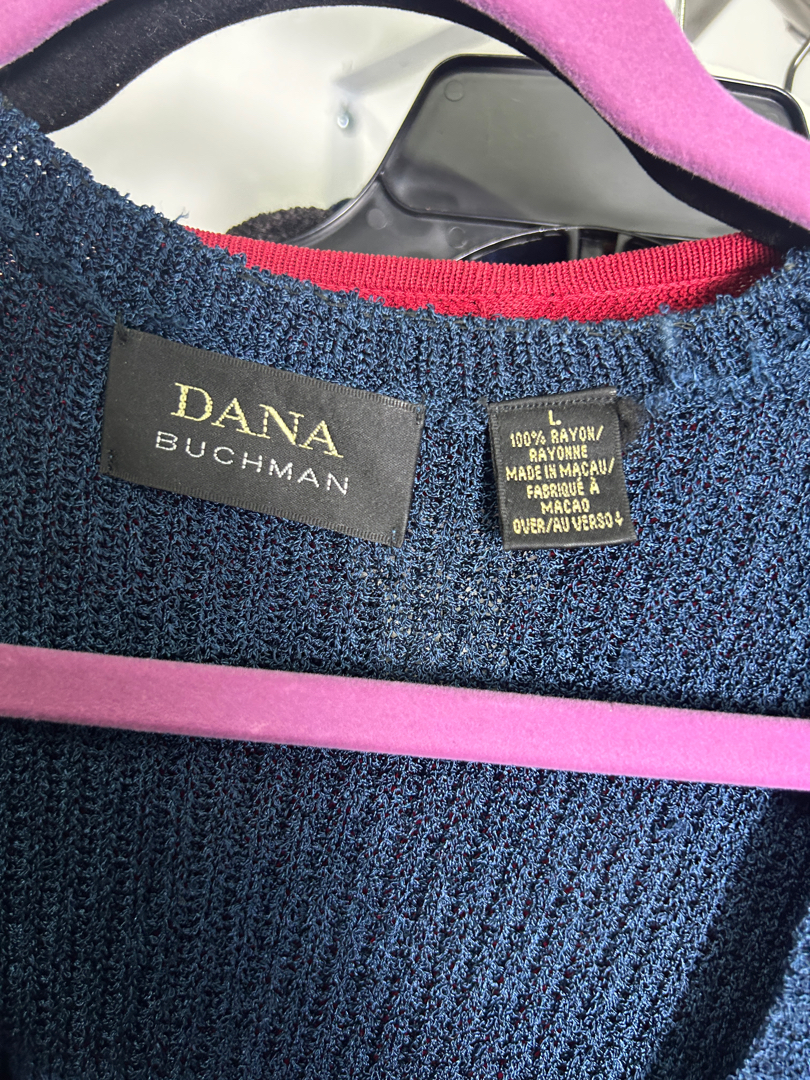 DANA
BUCHMAN
L
100% RAYON/
RAYONNE
MADE IN MACAU/
FABRIQUÉ À
MACAO
OVER/AU VERSO↓